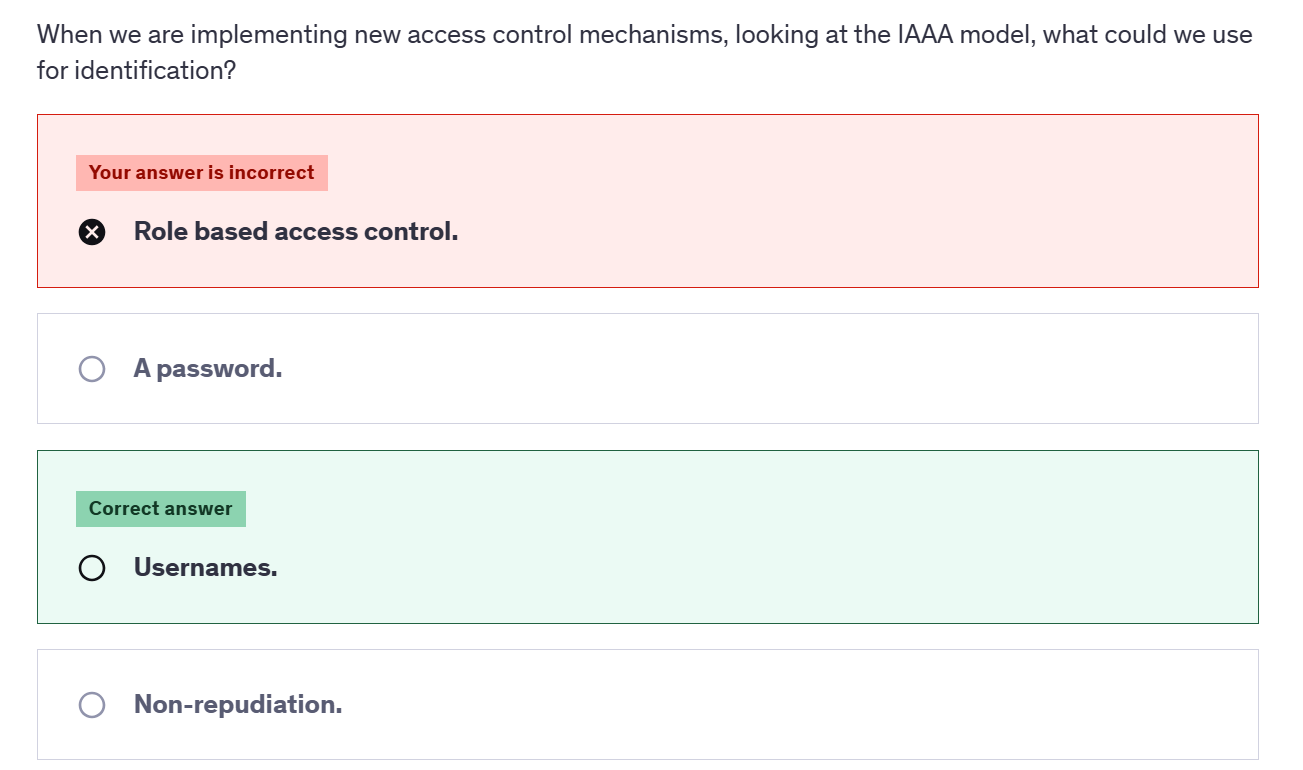 When we are implementing new access control mechanisms, looking at the IAAA model, what could we use
for identification?
Your answer is incorrect
Role based access control.
A password.
Correct answer
Usernames.
Non-repudiation.